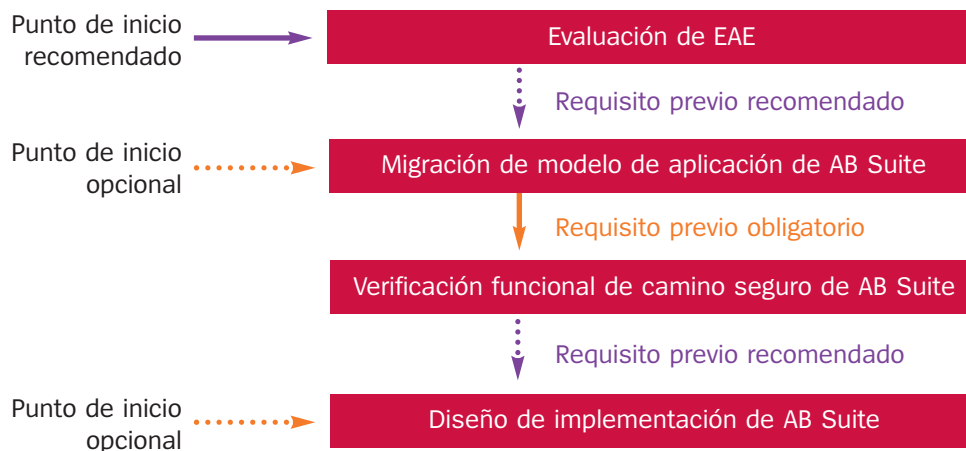 Punto de inicio
recomendado
Evaluación de EAE
Requisito previo recomendado
Punto de inicio
opcional
Migración de modelo de aplicación de AB Suite
Requisito previo obligatorio
Verificación funcional de camino seguro de AB Suite
Requisito previo recomendado
Punto de inicio
opcional
Diseño de implementación de AB Suite